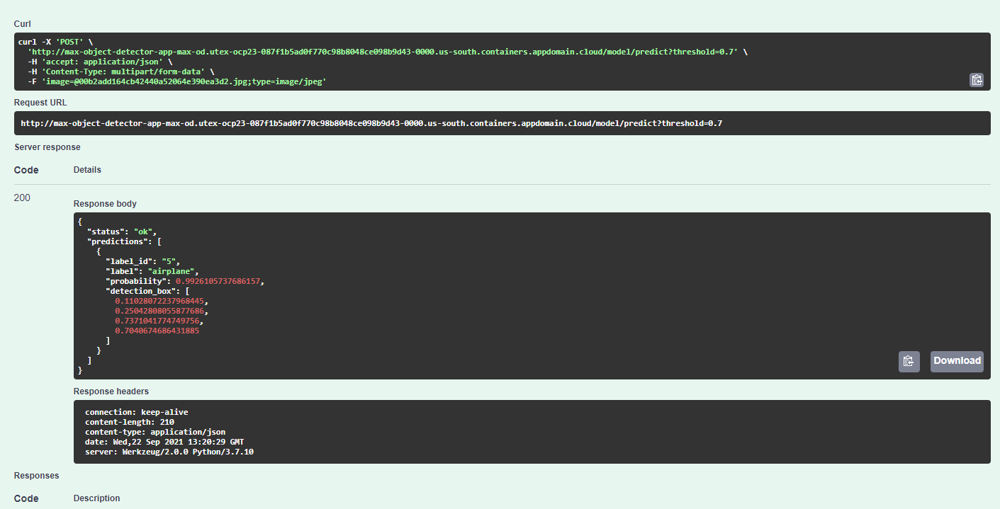 Curl
curl -X 'POST' \
'http://max-object-detector-app-max-od.utex-ocp23-087f1b5ad0f770c98b8048ce098b9d43-0000.us-south.containers.appdomain.cloud/model/predict?threshold=0.7' \
-H 'accept: application/json' \
-H 'Content-Type: multipart/form-data' \
-F 'image=@00b2add164cb42440a52064e390ea3d2.jpg;type=image/jpeg'
Request URL
http://max-object-detector-app-max-od.utex-ocp23-087f1b5ad0f770c98b8048ce098b9d43-0000.us-south.containers.appdomain.cloud/model/predict?threshold=0.7
Server response
Code Details
200
Response body
{
"status": "ok",
"predictions": [
{
"label_id": "5",
"label": "airplane",
"probability": 0.9926105737686157,
"detection_box": [
0.11028072237968445,
0.25042808055877686,
0.7371041774749756,
0.7040674686431885
]
}
]
}
Download
Response headers
connection: keep-alive
content-length: 210
content-type: application/json
date: Wed,22 Sep 2021 13:20:29 GMT
server: Werkzeug/2.0.0 Python/3.7.10
Responses
Code Description